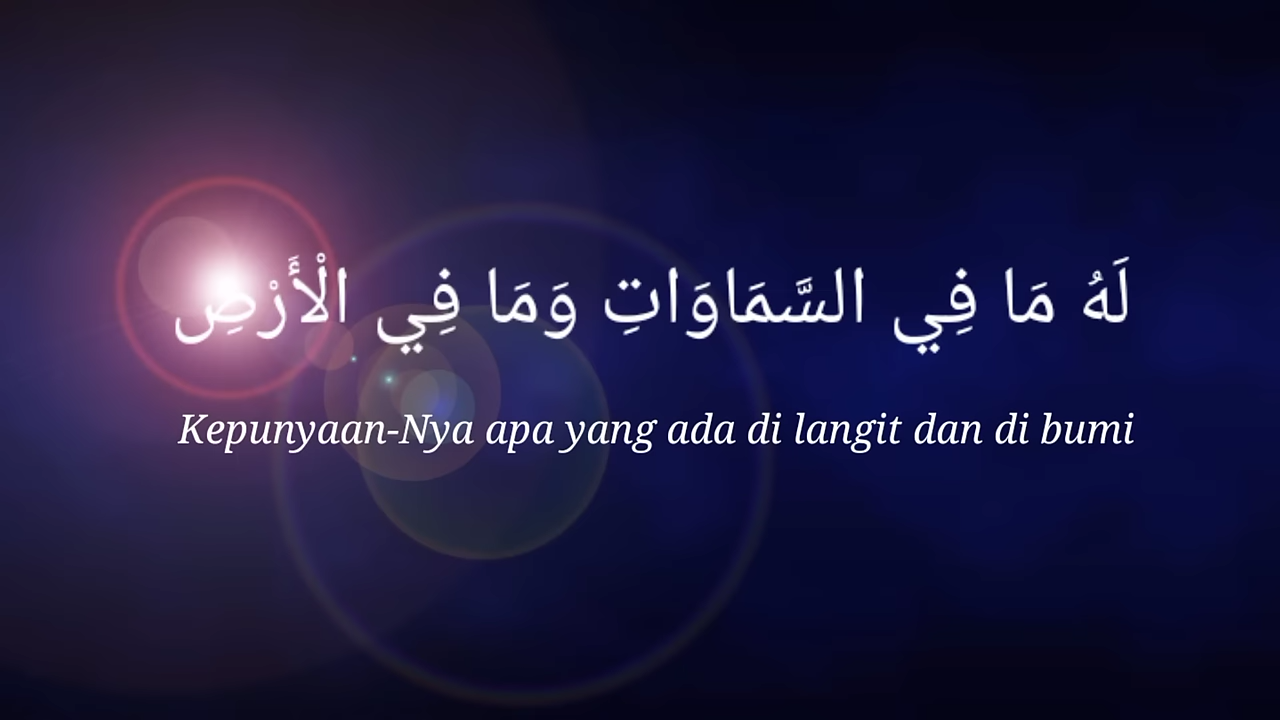 لَهُ مَا فِي السَّمَاوَاتِ وَمَا فِي الْأَرْضِ
Kepunyaan-Nya apa yang ada di langit dan di bumi